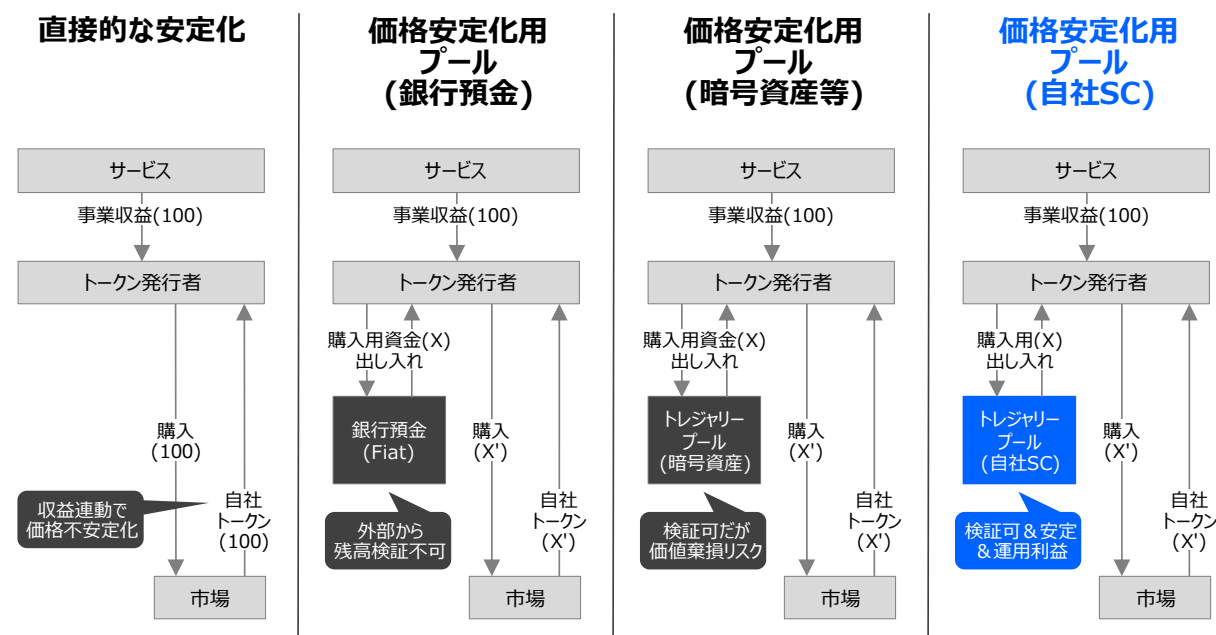 直接的な安定化
サービス
事業収益(100)
トークン発行者
購入
(100)
収益連動で
価格不安定化
自社
トークン
(100)
市場
価格安定化用
プール
(銀行預金)
サービス
事業収益(100)
トークン発行者
購入用資金(X)
出し入れ
銀行預金
(Fiat)
購入
(X')
外部から
残高検証不可
自社
トークン
(X')
市場
価格安定化用
プール
(暗号資産等)
サービス
事業収益(100)
トークン発行者
購入用資金(X)
出し入れ
トレジャリー
プール
(暗号資産)
購入
(X')
検証可だが
価値棄損リスク
自社
トークン
(X')
市場
価格安定化用
プール
(自社SC)
サービス
事業収益(100)
トークン発行者
購入用(X)
出し入れ
トレジャリー
プール
(自社SC)
購入
(X')
検証可&安定
&運用利益
自社
トークン
(X')
市場